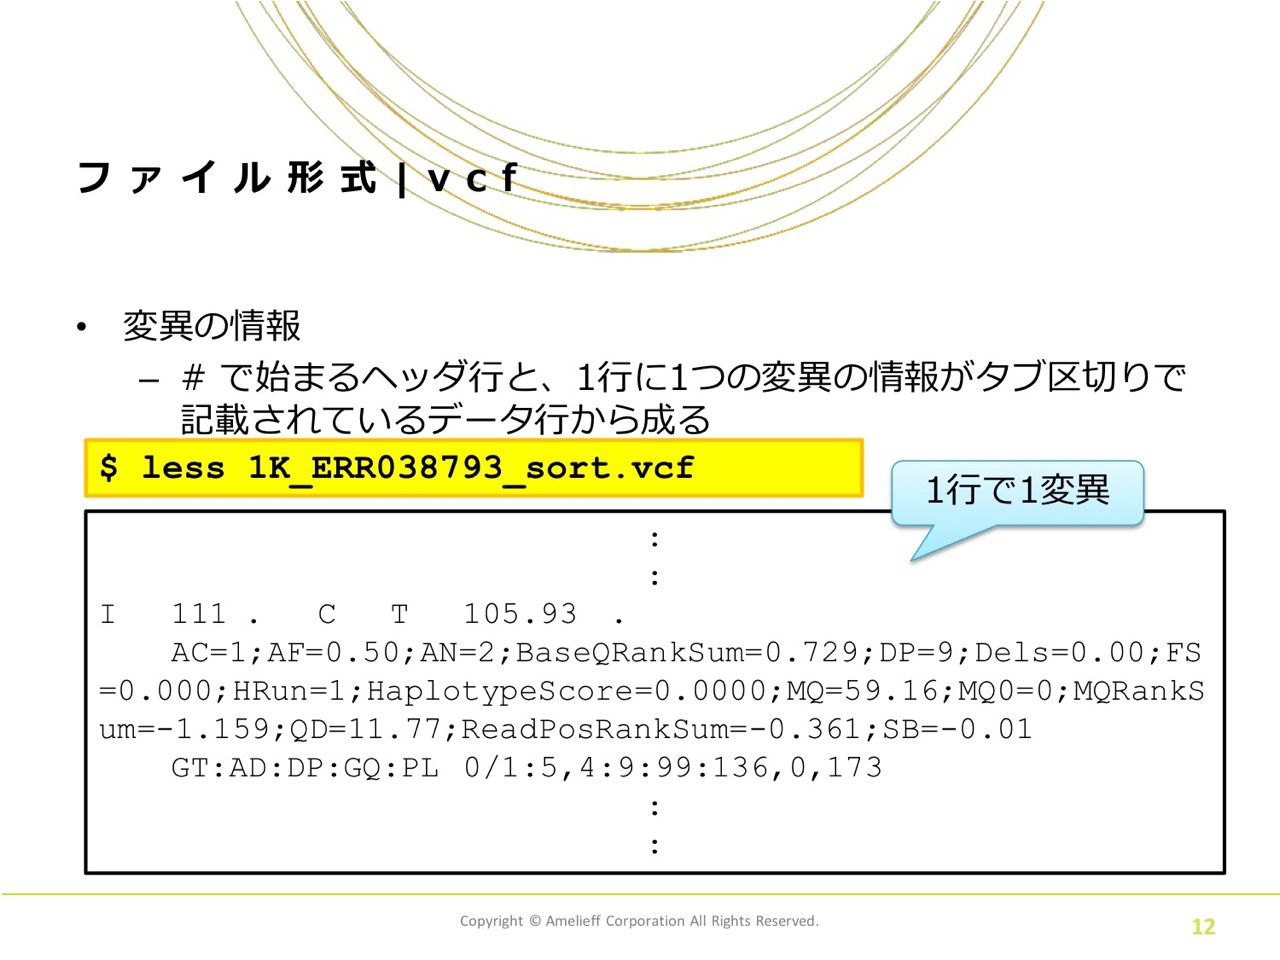 ファイル形式|vcf
• 変異の情報
– # で始まるヘッダ行と、1行に1つの変異の情報がタブ区切りで
記載されているデータ行から成る
$ less 1K_ERR038793_sort.vcf
1行で1変異
:
:
I 111 . C T 105.93 .
AC=1;AF=0.50;AN=2;BaseQRankSum=0.729;DP=9;Dels=0.00;FS
=0.000;HRun=1;HaplotypeScore=0.0000;MQ=59.16;MQ0=0;MQRankS
um=-1.159;QD=11.77;ReadPosRankSum=-0.361;SB=-0.01
GT:AD:DP:GQ:PL 0/1:5,4:9:99:136,0,173
:
:
Copyright © Amelieff Corporation All Rights Reserved.
12